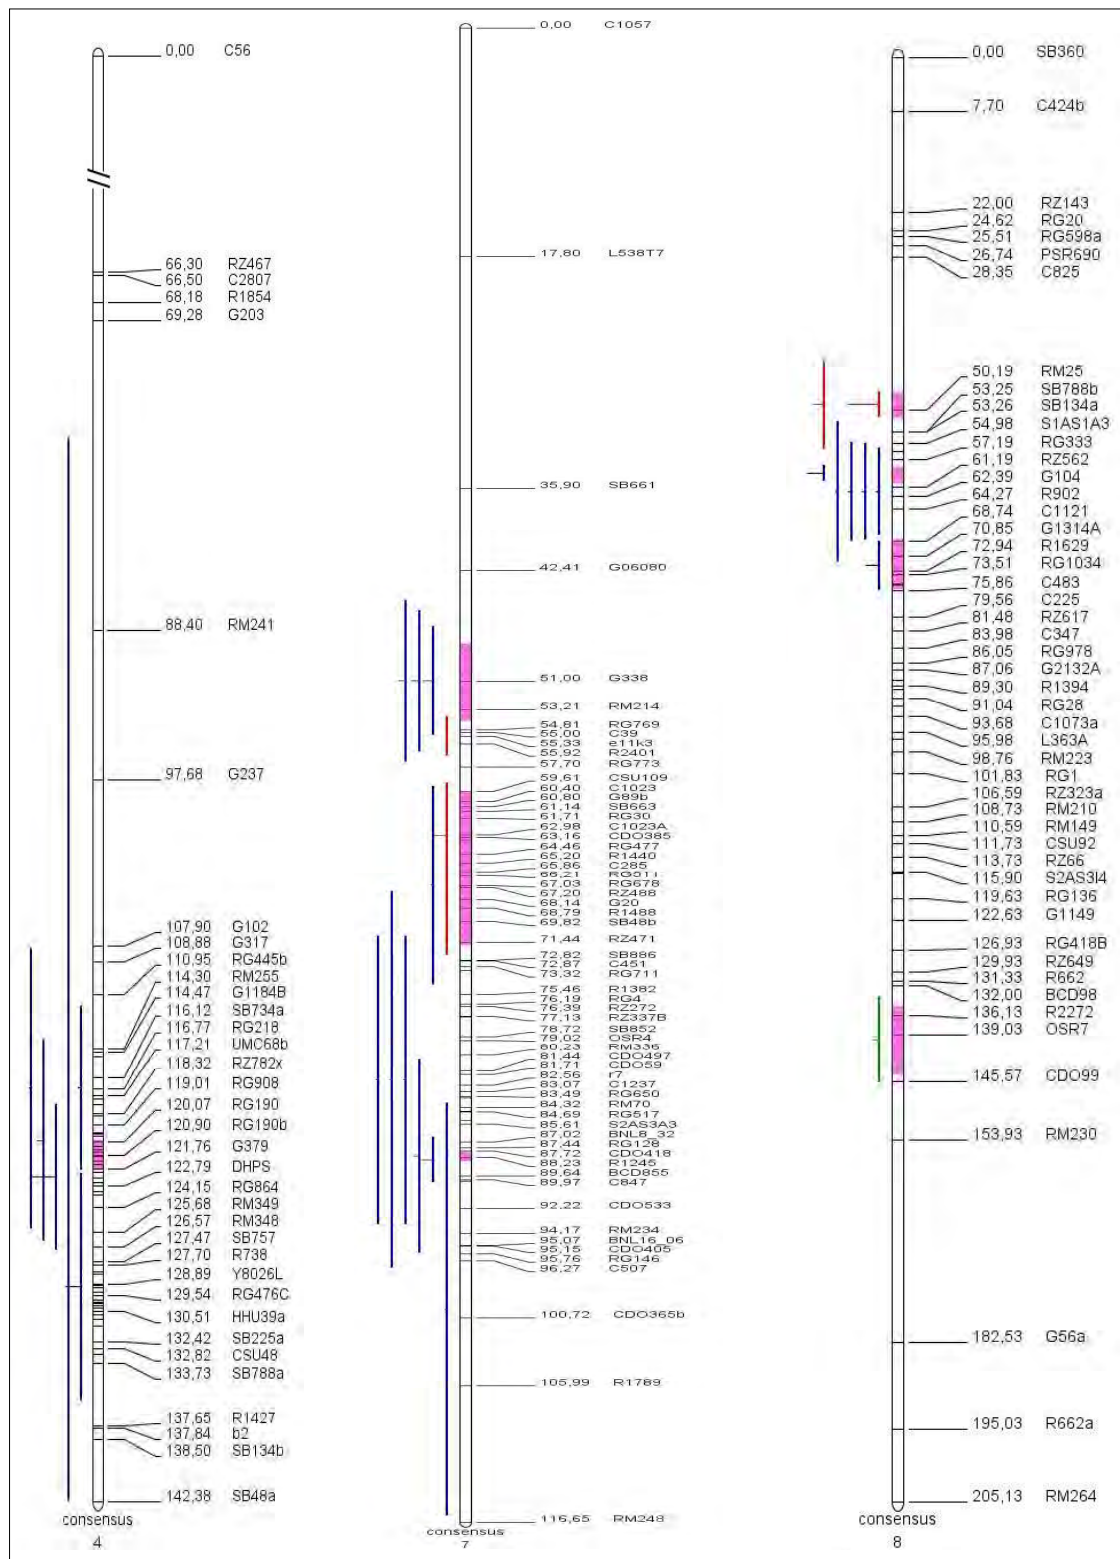 0,00 C56
66,30 RZ467
66,50 C2807
68,18 R1854
69,28 G203
88,40 RM241
97,68 G237
107,90 G102
108,88 G317
110,95 RG445b
114,30 RM255
114,47 G1184B
116,12 SB734a
116,77 RG218
117,21 UMC68b
118,32 RZ782x
119,01 RG908
120,07 RG190
120,90 RG190b
121,76 G379
122,79 DHPS
124,15 RG864
125,68 RM349
126,57 RM348
127,47 SB757
127,70 R738
128,89 Y8026L
129,54 RG476C
130,51 HHU39a
132,42 SB225a
132,82 CSU48
133,73 SB788a
137,65 R1427
137,84 b2
138,50 SB134b
142,38 SB48a
consensus
4
0,00 C1057
17,80 L538T7
35,90 SB661
42,41 G06080
51,00 G338
53,21 RM214
54,81 RG769
55,00 C39
55,33 e11k3
55,92 R2401
57,70 RG773
59,61 CSU109
60,40 C1023
60,80 G89b
61,14 SB663
61,71 RG30
62,98 C1023A
63,16 CDO385
64,46 RG477
65,20 R1440
65,86 C285
66,21 RG511
67,03 RG678
67,20 RZ488
68,14 G20
68,79 R1488
69,82 SB48b
71,44 RZ471
72,82 SB886
72,87 C451
73,32 RG711
75,46 R1382
76,19 RG4
76,39 RZ272
77,13 RZ337B
78,72 SB852
79,02 OSR4
80,23 RM336
81,44 CDO497
81,71 CDO59
82,56 r7
83,07 C1237
83,49 RG650
84,32 RM70
84,69 RG517
85,61 S2AS3A3
87,02 BNL8_32
87,44 RG128
87,72 CDO418
88,23 R1245
89,64 BCD855
89,97 C847
92,22 CDO533
94,17 RM234
95,07 BNL16_06
95,15 CDO405
95,76 RG146
96,27 C507
100,72 CDO365b
105,99 R1789
116,65 RM248
consensus
7
0,00 SB360
7,70 C424b
22,00 RZ143
24,62 RG20
25,51 RG598a
26,74 PSR690
28,35 C825
50,19 RM25
53,25 SB788b
53,26 SB134a
54,98 S1AS1A3
57,19 RG333
61,19 RZ562
62,39 G104
64,27 R902
68,74 C1121
70,85 G1314A
72,94 R1629
73,51 RG1034
75,86 C483
79,56 C225
81,48 RZ617
83,98 C347
86,05 RG978
87,06 G2132A
89,30 R1394
91,04 RG28
93,68 C1073a
95,98 L363A
98,76 RM223
101,83 RG1
106,59 RZ323a
108,73 RM210
110,59 RM149
111,73 CSU92
113,73 RZ66
115,90 S2AS3I4
119,63 RG136
122,63 G1149
126,93 RG418B
129,93 RZ649
131,33 R662
132,00 BCD98
136,13 R2272
139,03 OSR7
145,57 CDO99
153,93 RM230
182,53 G56a
195,03 R662a
205,13 RM264
consensus
8